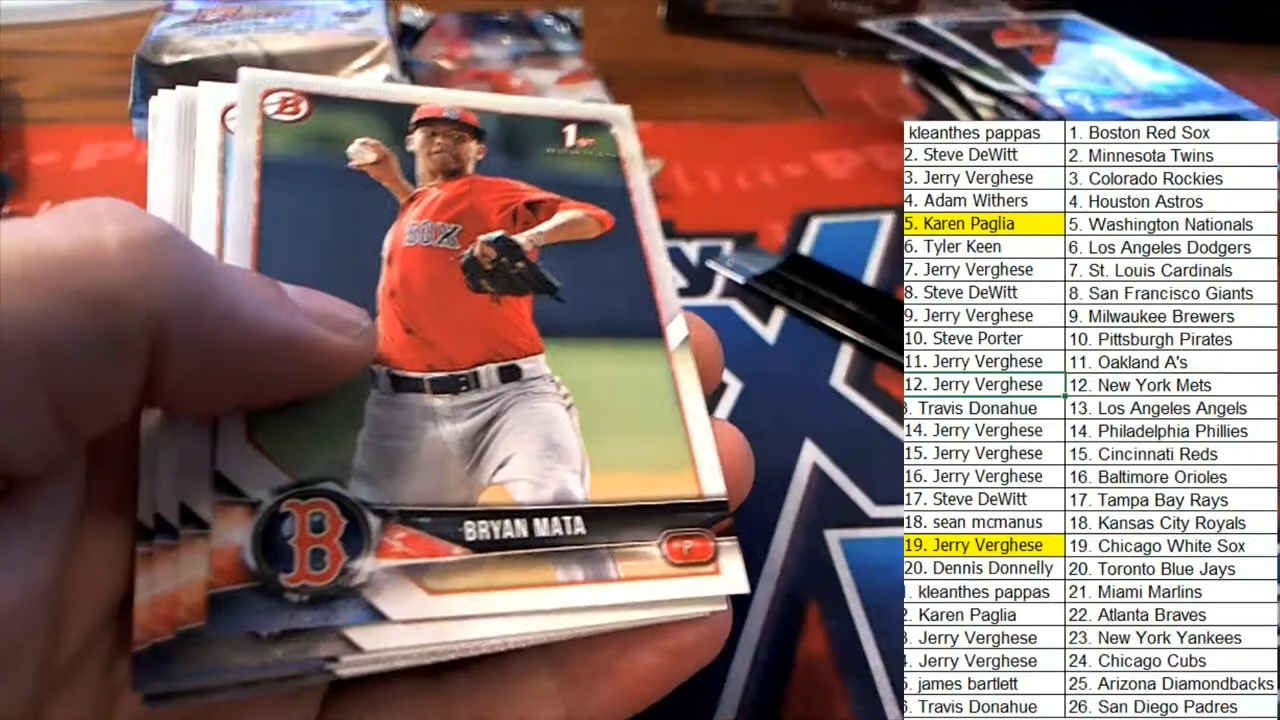 B
1ST
BOWMAN
SOX
B
BRYAN MATA
P
kleanthes pappas 1. Boston Red Sox
2. Steve DeWitt 2. Minnesota Twins
3. Jerry Verghese 3. Colorado Rockies
4. Adam Withers 4. Houston Astros
5. Karen Paglia 5. Washington Nationals
6. Tyler Keen 6. Los Angeles Dodgers
7. Jerry Verghese 7. St. Louis Cardinals
8. Steve DeWitt 8. San Francisco Giants
9. Jerry Verghese 9. Milwaukee Brewers
10. Steve Porter 10. Pittsburgh Pirates
11. Jerry Verghese 11. Oakland A's
12. Jerry Verghese 12. New York Mets
3. Travis Donahue 13. Los Angeles Angels
14. Jerry Verghese 14. Philadelphia Phillies
15. Jerry Verghese 15. Cincinnati Reds
16. Jerry Verghese 16. Baltimore Orioles
17. Steve DeWitt 17. Tampa Bay Rays
18. sean mcmanus 18. Kansas City Royals
19. Jerry Verghese 19. Chicago White Sox
20. Dennis Donnelly 20. Toronto Blue Jays
1. kleanthes pappas 21. Miami Marlins
2. Karen Paglia 22. Atlanta Braves
3. Jerry Verghese 23. New York Yankees
4. Jerry Verghese 24. Chicago Cubs
5. james bartlett 25. Arizona Diamondbacks
6. Travis Donahue 26. San Diego Padres